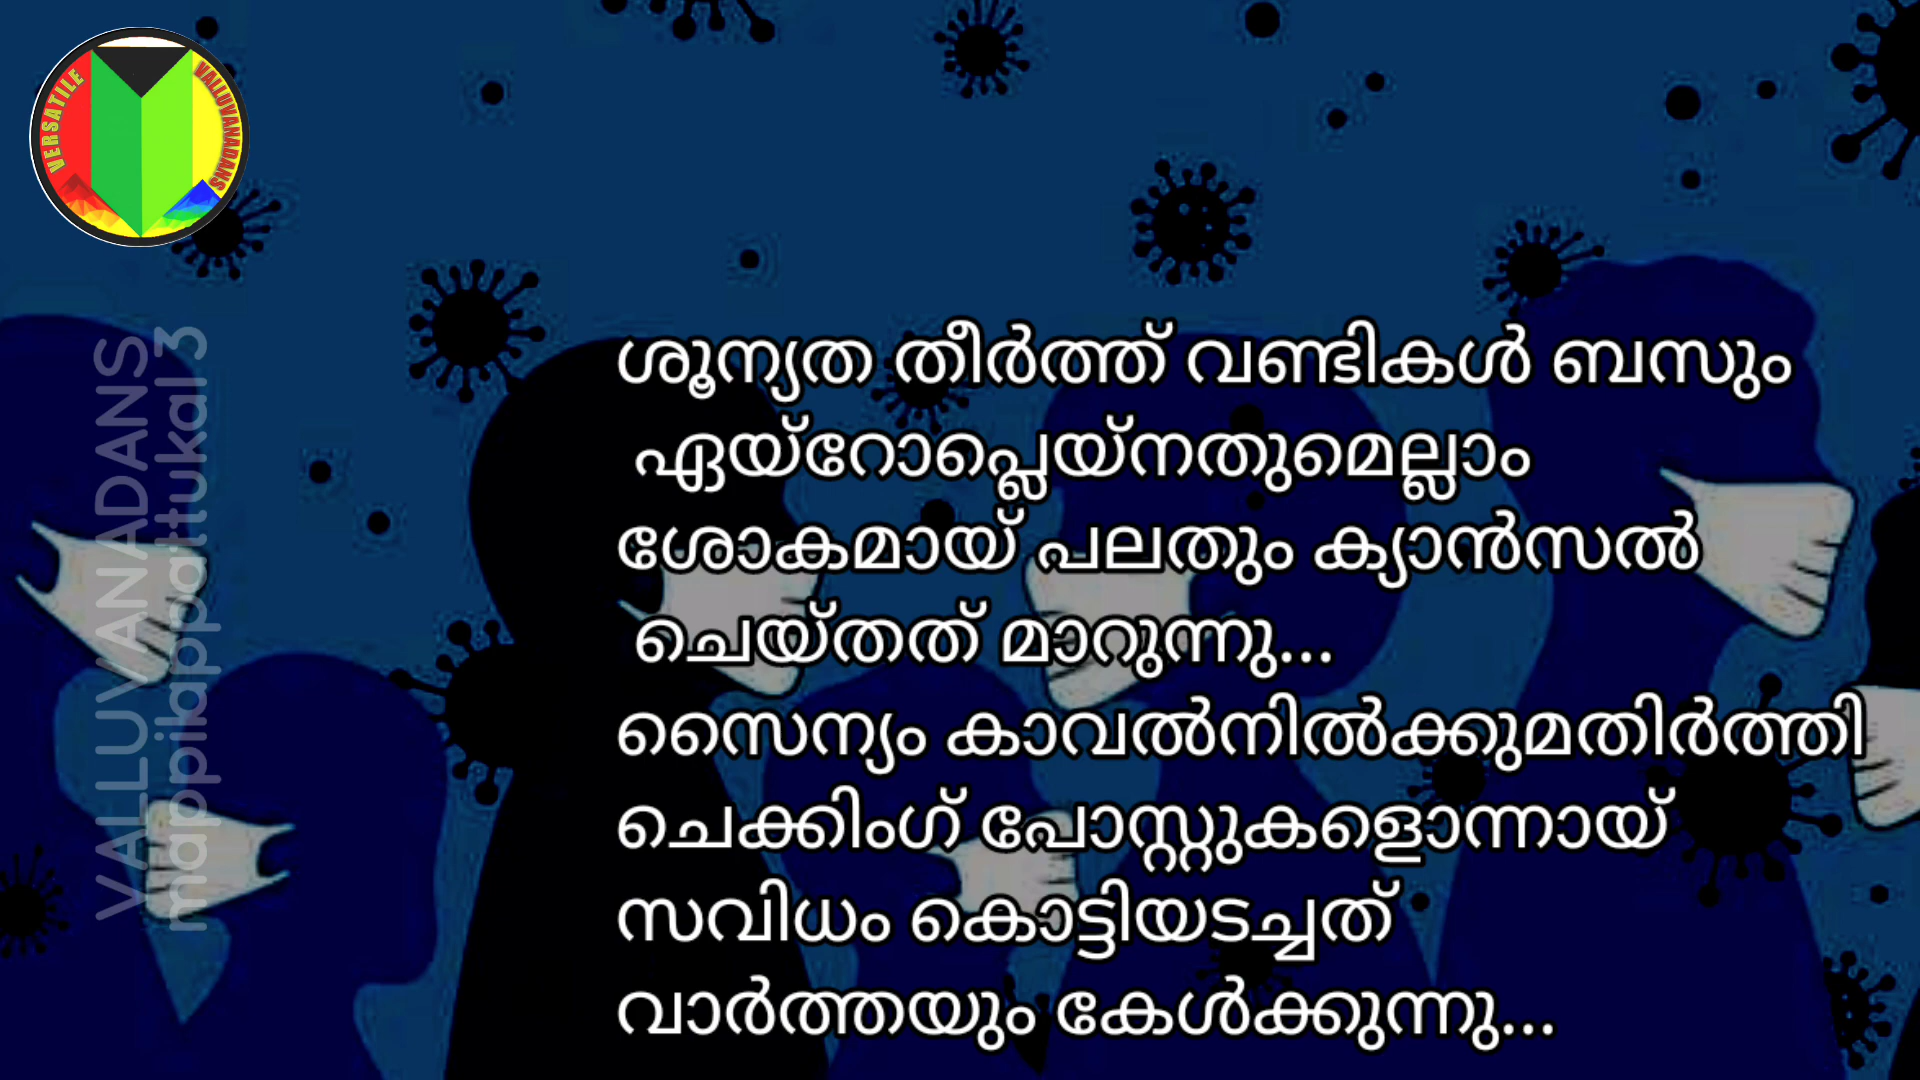 VERSATILE VALLUVANADANS
VALLUVANADANS
mappilappattukal 3
ശൂന്യത തീർത്ത് വണ്ടികൾ ബസും
ഏയ്റോപ്ലെയ്നതുമെല്ലാം
ശോകമായ് പലതും ക്യാൻസൽ
ചെയ്തത് മാറുന്നു...
സൈന്യം കാവൽനിൽക്കുമതിർത്തി
ചെക്കിംഗ് പോസ്റ്റുകളൊന്നായ്
സവിധം കൊട്ടിയടച്ചത്
വാർത്തയും കേൾക്കുന്നു...